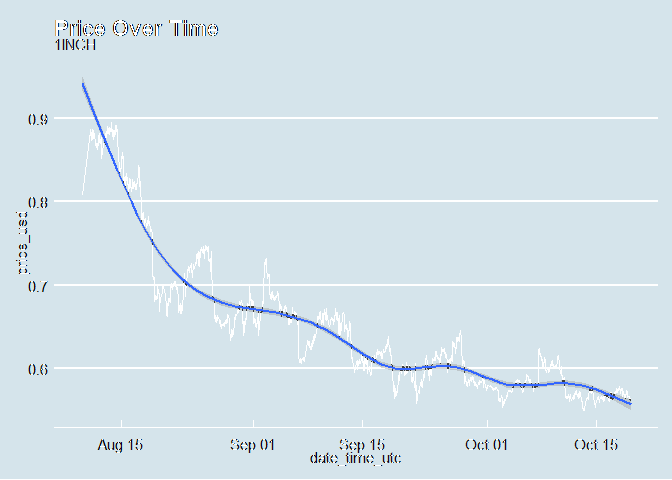 Price Over Time
1INCH
0.9
0.8
0.7
0.6
price_usd
Aug 15
Sep 01
Sep 15
Oct 01
Oct 15
date_time_utc